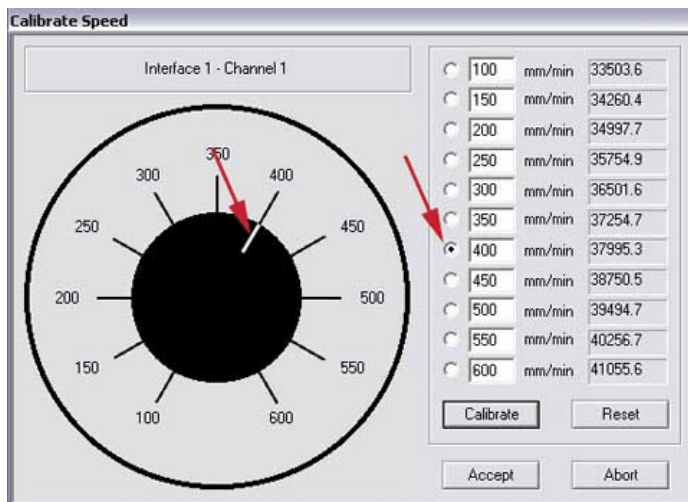 Calibrate Speed
Interface 1 - Channel 1
350
300 400
250 450
200 500
150 550
100 600
100 mm/min 33503.6
150 mm/min 34260.4
200 mm/min 34997.7
250 mm/min 35754.9
300 mm/min 36501.6
350 mm/min 37254.7
400 mm/min 37995.3
450 mm/min 38750.5
500 mm/min 39494.7
550 mm/min 40256.7
600 mm/min 41055.6
Calibrate Reset
Accept Abort